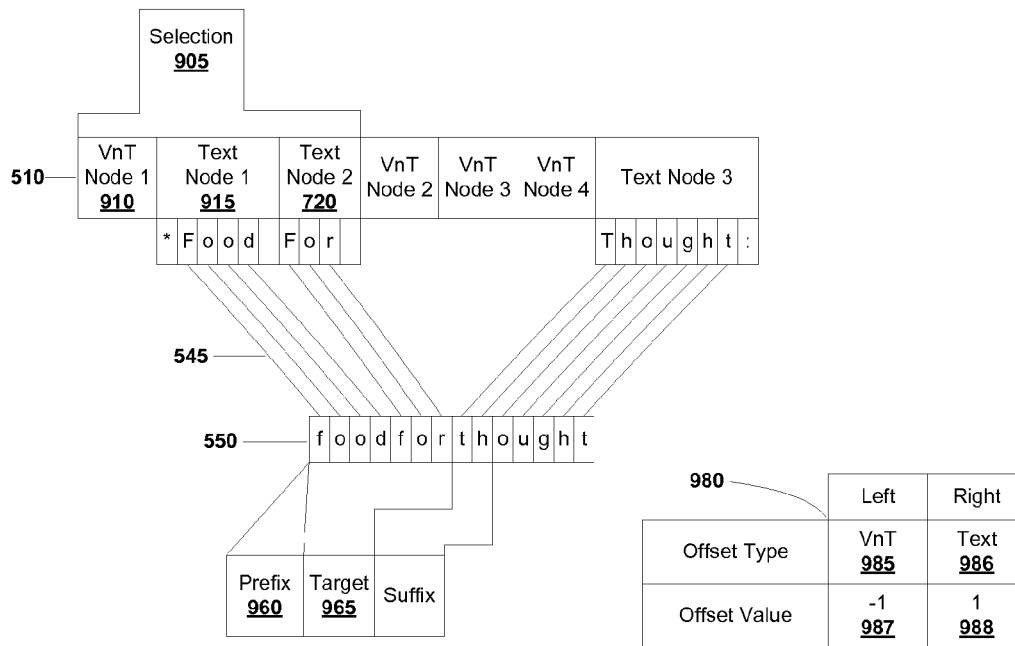 Selection
905
510
VnT Node 1 910
Text Node 1 915
Text Node 2 720
VnT Node 2
VnT Node 3
VnT Node 4
Text Node 3
* F o o d
F o r
T h o u g h t :
545
550
f o o d f o r t h o u g h t
Prefix 960
Target 965
Suffix
980
Left
Right
Offset Type
VnT 985
Text 986
Offset Value
-1 987
1 988